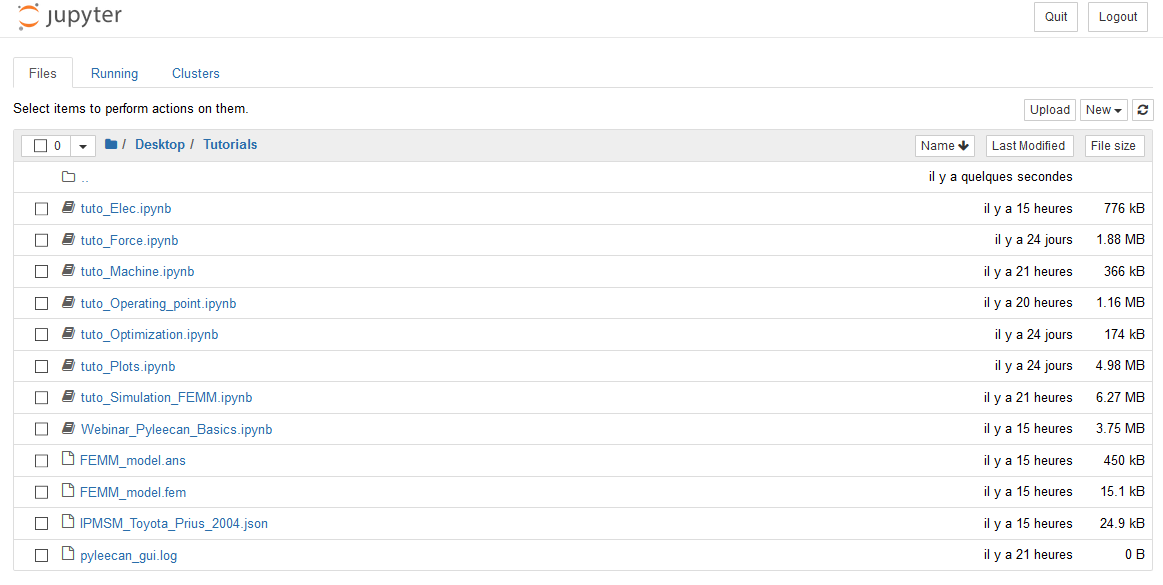 jupyter Quit Logout
Files Running Clusters
Select items to perform actions on them. Upload New
0 / Desktop / Tutorials Name Last Modified File size
.. il y a quelques secondes
tuto_Elec.ipynb il y a 15 heures 776 kB
tuto_Force.ipynb il y a 24 jours 1.88 MB
tuto_Machine.ipynb il y a 21 heures 366 kB
tuto_Operating_point.ipynb il y a 20 heures 1.16 MB
tuto_Optimization.ipynb il y a 24 jours 174 kB
tuto_Plots.ipynb il y a 24 jours 4.98 MB
tuto_Simulation_FEMM.ipynb il y a 21 heures 6.27 MB
Webinar_Pyleecan_Basics.ipynb il y a 15 heures 3.75 MB
FEMM_model.ans il y a 15 heures 450 kB
FEMM_model.fem il y a 15 heures 15.1 kB
IPMSM_Toyota_Prius_2004.json il y a 15 heures 24.9 kB
pyleecan_gui.log il y a 21 heures 0 B